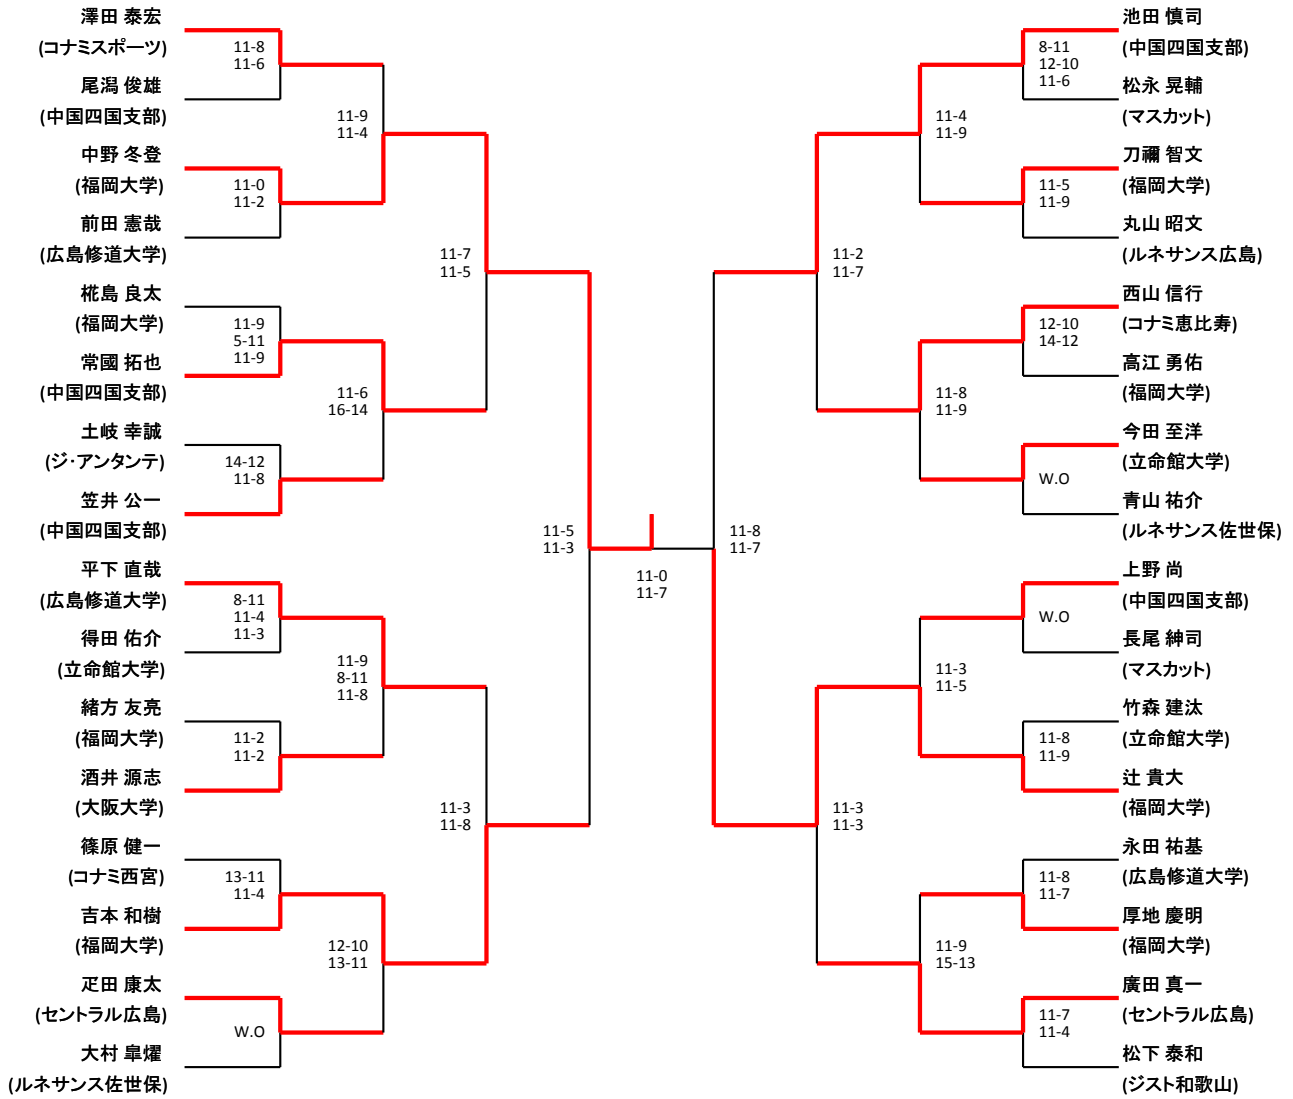 澤田 泰宏
(コナミスポーツ)
11-8
11-6
尾潟 俊雄
(中国四国支部)
11-9
11-4
中野 冬登
(福岡大学)
11-0
11-2
前田 憲哉
(広島修道大学)
11-7
11-5
椛島 良太
(福岡大学)
11-9
5-11
11-9
常國 拓也
(中国四国支部)
11-6
16-14
土岐 幸誠
(ジ・アンタンテ)
14-12
11-8
笠井 公一
(中国四国支部)
11-5
11-3
平下 直哉
(広島修道大学)
8-11
11-4
11-3
得田 佑介
(立命館大学)
11-9
8-11
11-8
緒方 友亮
(福岡大学)
11-2
11-2
酒井 源志
(大阪大学)
11-3
11-8
篠原 健一
(コナミ西宮)
13-11
11-4
吉本 和樹
(福岡大学)
12-10
13-11
疋田 康太
(セントラル広島)
W.O
大村 皐燿
(ルネサンス佐世保)
11-0
11-7
池田 慎司
(中国四国支部)
8-11
12-10
11-6
松永 晃輔
(マスカット)
11-4
11-9
刀禰 智文
(福岡大学)
11-5
11-9
丸山 昭文
(ルネサンス広島)
11-2
11-7
西山 信行
(コナミ恵比寿)
12-10
14-12
高江 勇佑
(福岡大学)
11-8
11-9
今田 至洋
(立命館大学)
W.O
青山 祐介
(ルネサンス佐世保)
11-8
11-7
上野 尚
(中国四国支部)
W.O
長尾 紳司
(マスカット)
11-3
11-5
竹森 建汰
(立命館大学)
11-8
11-9
辻 貴大
(福岡大学)
11-3
11-3
永田 祐基
(広島修道大学)
11-8
11-7
厚地 慶明
(福岡大学)
11-9
15-13
廣田 真一
(セントラル広島)
11-7
11-4
松下 泰和
(ジスト和歌山)